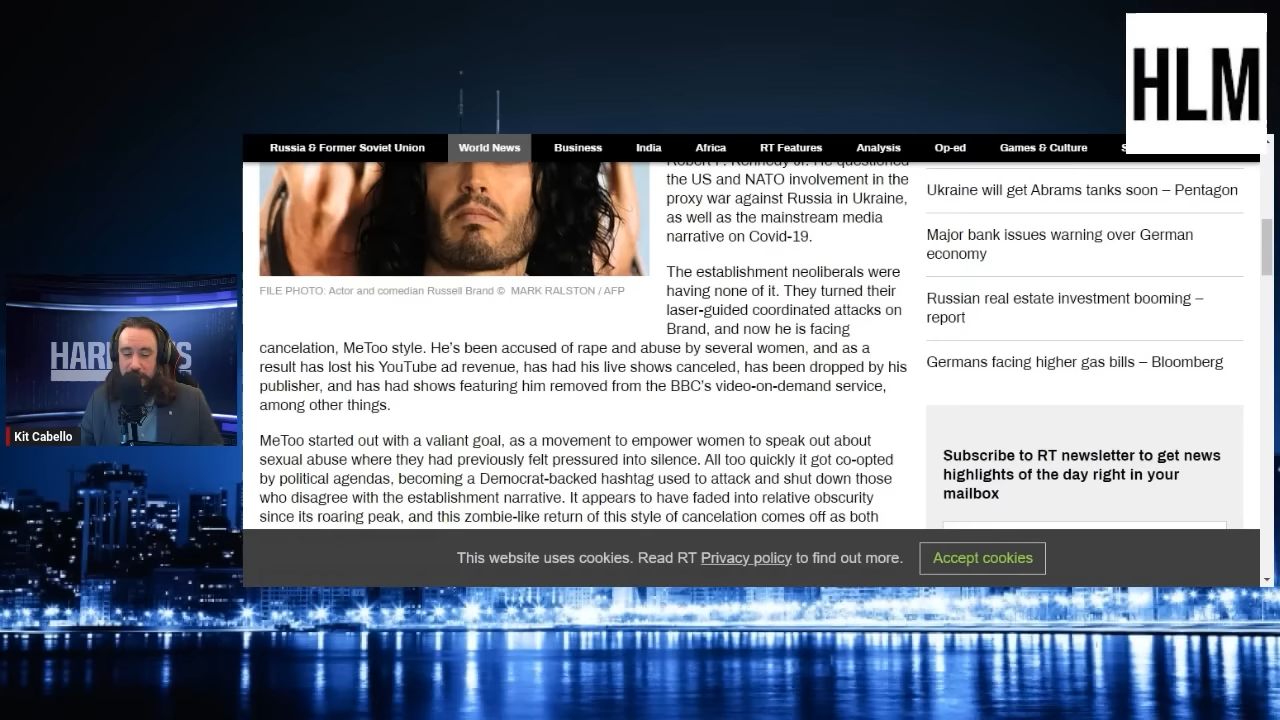 HLM
Russia & Former Soviet Union World News Business India Africa RT Features Analysis Op-ed Games & Culture
Robert F. Kennedy Jr. He questioned
the US and NATO involvement in the
proxy war against Russia in Ukraine,
as well as the mainstream media
narrative on Covid-19.
FILE PHOTO: Actor and comedian Russell Brand © MARK RALSTON / AFP
The establishment neoliberals were
having none of it. They turned their
laser-guided coordinated attacks on
Brand, and now he is facing
cancelation, MeToo style. He's been accused of rape and abuse by several women, and as a
result has lost his YouTube ad revenue, has had his live shows canceled, has been dropped by his
publisher, and has had shows featuring him removed from the BBC's video-on-demand service,
among other things.
MeToo started out with a valiant goal, as a movement to empower women to speak out about
sexual abuse where they had previously felt pressured into silence. All too quickly it got co-opted
by political agendas, becoming a Democrat-backed hashtag used to attack and shut down those
who disagree with the establishment narrative. It appears to have faded into relative obscurity
since its roaring peak, and this zombie-like return of this style of cancelation comes off as both
Ukraine will get Abrams tanks soon – Pentagon
Major bank issues warning over German
economy
Russian real estate investment booming –
report
Germans facing higher gas bills – Bloomberg
Subscribe to RT newsletter to get news
highlights of the day right in your
mailbox
This website uses cookies. Read RT Privacy policy to find out more. Accept cookies
Kit Cabello